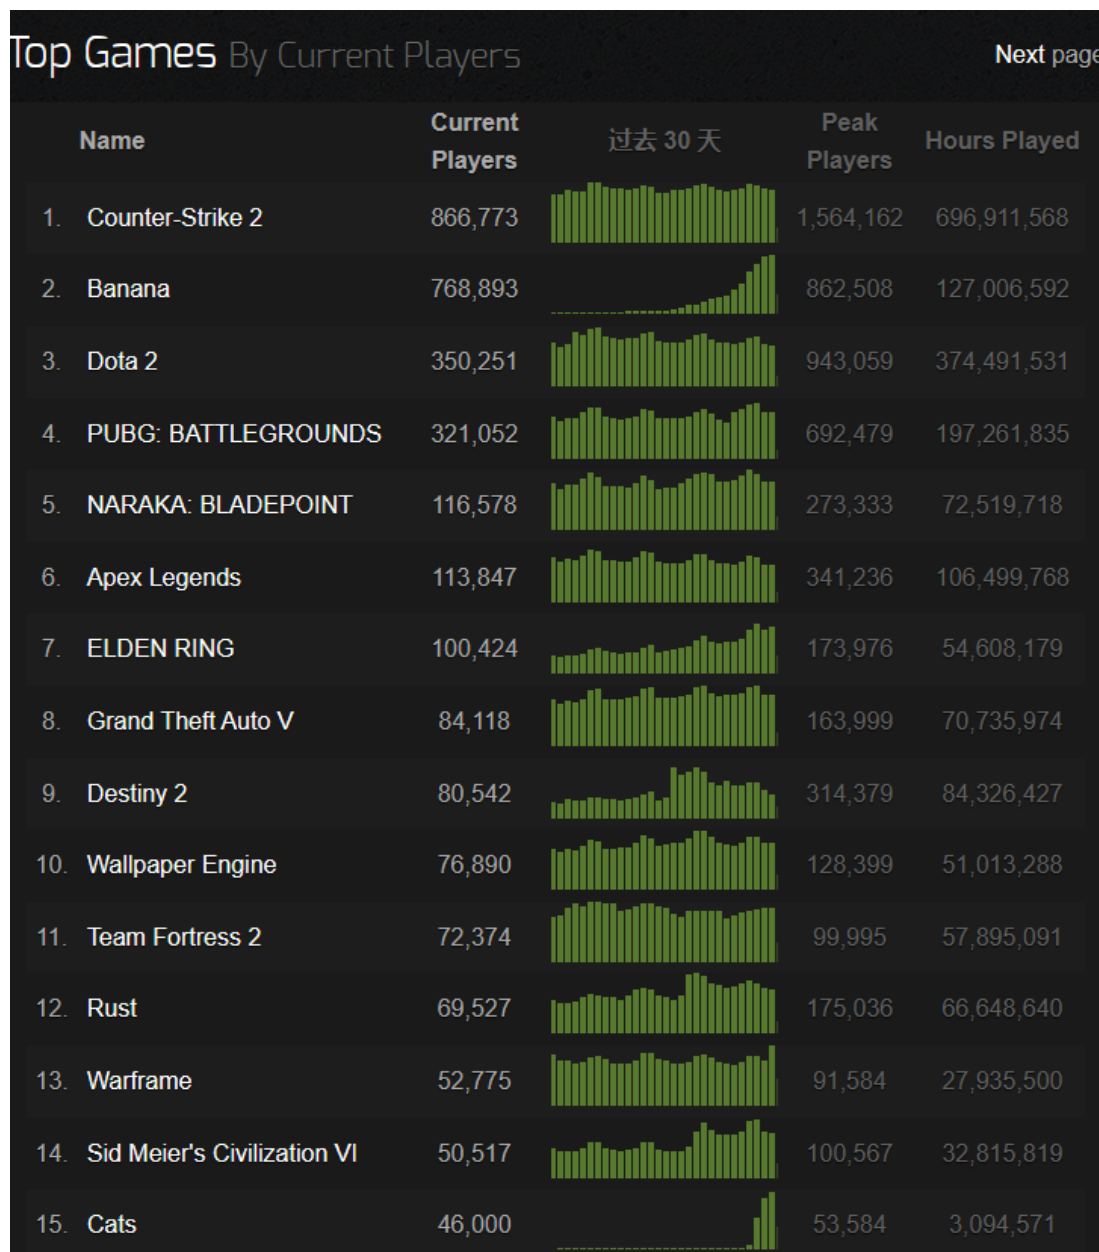 Top Games By Current Players
Next page
Name Current Players 过去 30 天 Peak Players Hours Played
1. Counter-Strike 2 866,773 1,564,162 696,911,568
2. Banana 768,893 862,508 127,006,592
3. Dota 2 350,251 943,059 374,491,531
4. PUBG: BATTLEGROUNDS 321,052 692,479 197,261,835
5. NARAKA: BLADEPOINT 116,578 273,333 72,519,718
6. Apex Legends 113,847 341,236 106,499,768
7. ELDEN RING 100,424 173,976 54,608,179
8. Grand Theft Auto V 84,118 163,999 70,735,974
9. Destiny 2 80,542 314,379 84,326,427
10. Wallpaper Engine 76,890 128,399 51,013,288
11. Team Fortress 2 72,374 99,995 57,895,091
12. Rust 69,527 175,036 66,648,640
13. Warframe 52,775 91,584 27,935,500
14. Sid Meier's Civilization VI 50,517 100,567 32,815,819
15. Cats 46,000 53,584 3,094,571